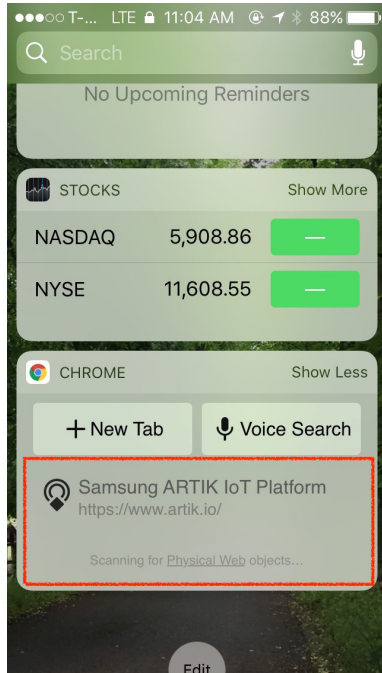 T-... LTE 11:04 AM 88%
Search
No Upcoming Reminders
STOCKS Show More
NASDAQ 5,908.86 —
NYSE 11,608.55 —
CHROME Show Less
+ New Tab Voice Search
Samsung ARTIK IoT Platform
https://www.artik.io/
Scanning for Physical Web objects...
Edit